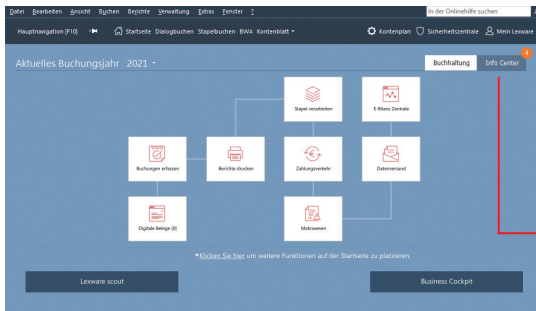 Datei Bearbeiten Ansicht Buchen Berichte Verwaltung Extras Fenster ? In der Onlinehilfe suchen
Hauptnavigation [F10] Startseite Dialogbuchen Stapelbuchen BWA Kontenblatt Kontenplan Sicherheitszentrale Mein Lexware
4
Aktuelles Buchungsjahr 2021 Buchhaltung Info Center
Stapel verarbeiten E-Bilanz Zentrale
Buchungen erfassen Berichte drucken Zahlungsverkehr Datenversand
Digitale Belege (0) Mahnwesen
*Klicken Sie hier um weitere Funktionen auf der Startseite zu platzieren.
Lexware scout Business Cockpit